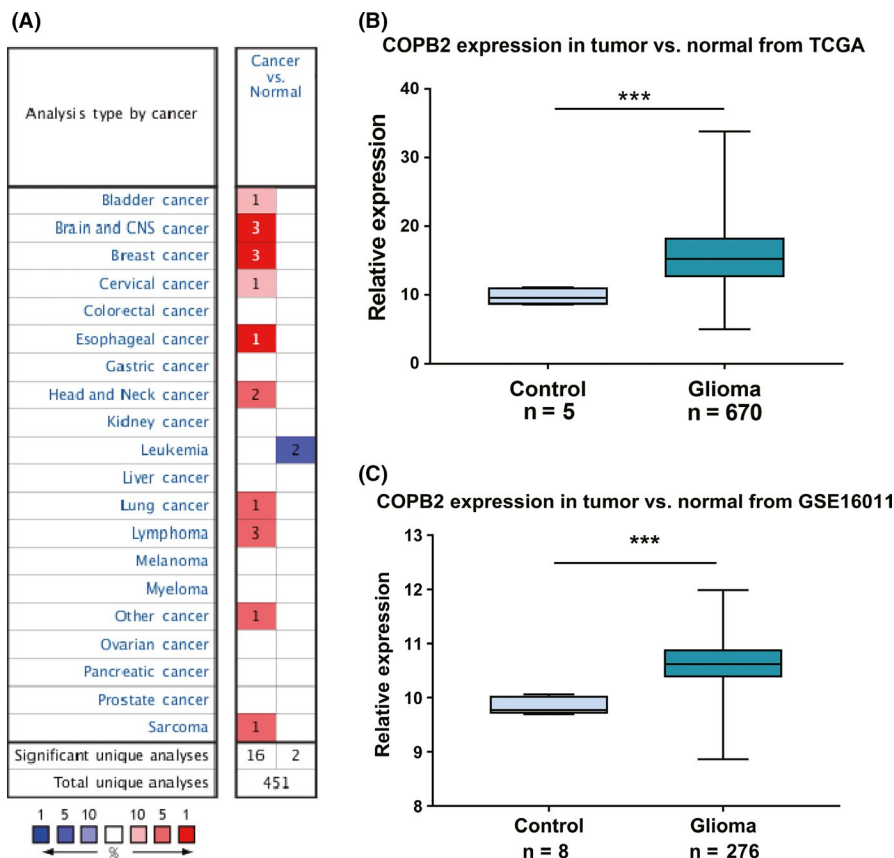 (A)
Analysis type by cancer
Cancer
vs.
Normal
Bladder cancer 1
Brain and CNS cancer 3
Breast cancer 3
Cervical cancer 1
Colorectal cancer
Esophageal cancer 1
Gastric cancer
Head and Neck cancer 2
Kidney cancer
Leukemia 2
Liver cancer
Lung cancer 1
Lymphoma 3
Melanoma
Myeloma
Other cancer 1
Ovarian cancer
Pancreatic cancer
Prostate cancer
Sarcoma 1
Significant unique analyses 16 2
Total unique analyses 451
1 5 10 10 5 1
%
(B)
COPB2 expression in tumor vs. normal from TCGA
***
Relative expression
40
30
20
10
0
Control Glioma
n = 5 n = 670
(C)
COPB2 expression in tumor vs. normal from GSE16011
***
Relative expression
13
12
11
10
9
8
Control Glioma
n = 8 n = 276